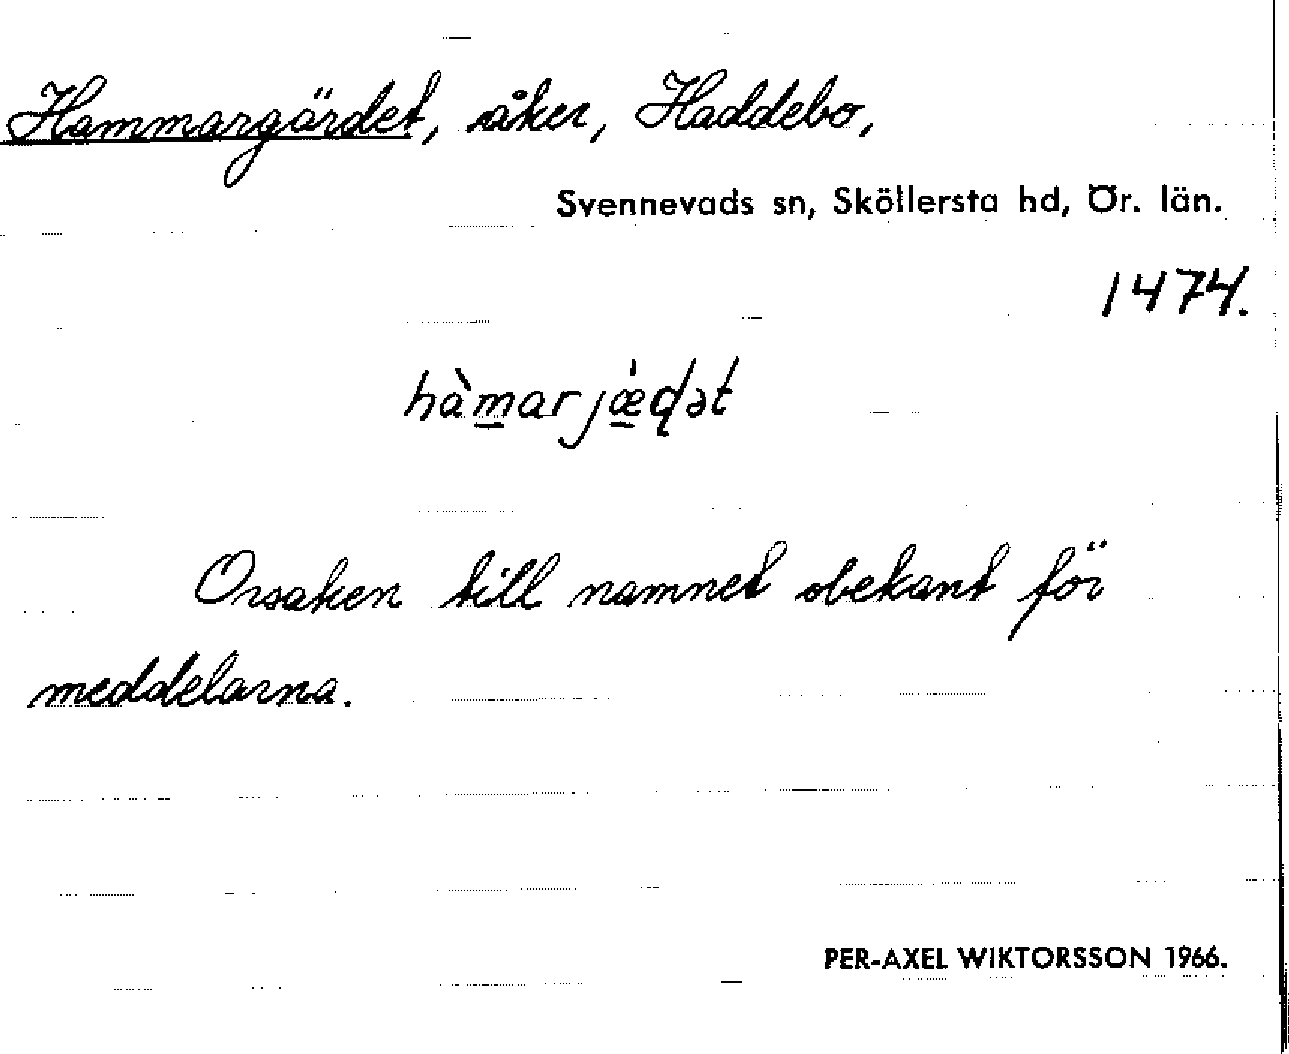 Hammargärdet, åker, Haddebo,
Svennevads sn, Sköllersta hd, Ör. län.
1474.
hàmarjǽḍət
Orsaken till namnet obekant för
meddelarna.
PER-AXEL WIKTORSSON 1966.